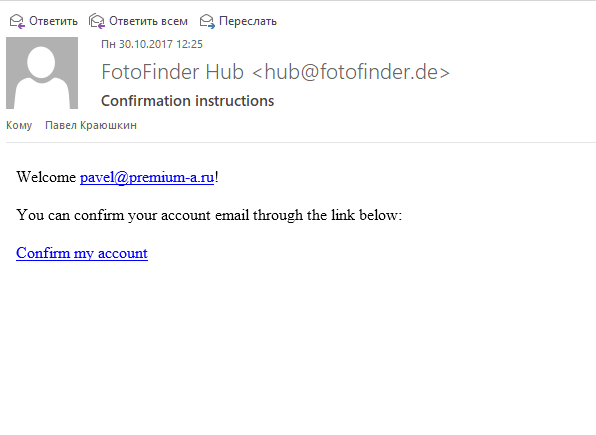 Ответить Ответить всем Переслать
Пн 30.10.2017 12:25
FotoFinder Hub <hub@fotofinder.de>
Confirmation instructions
Кому Павел Краюшкин
Welcome pavel@premium-a.ru!
You can confirm your account email through the link below:
Confirm my account